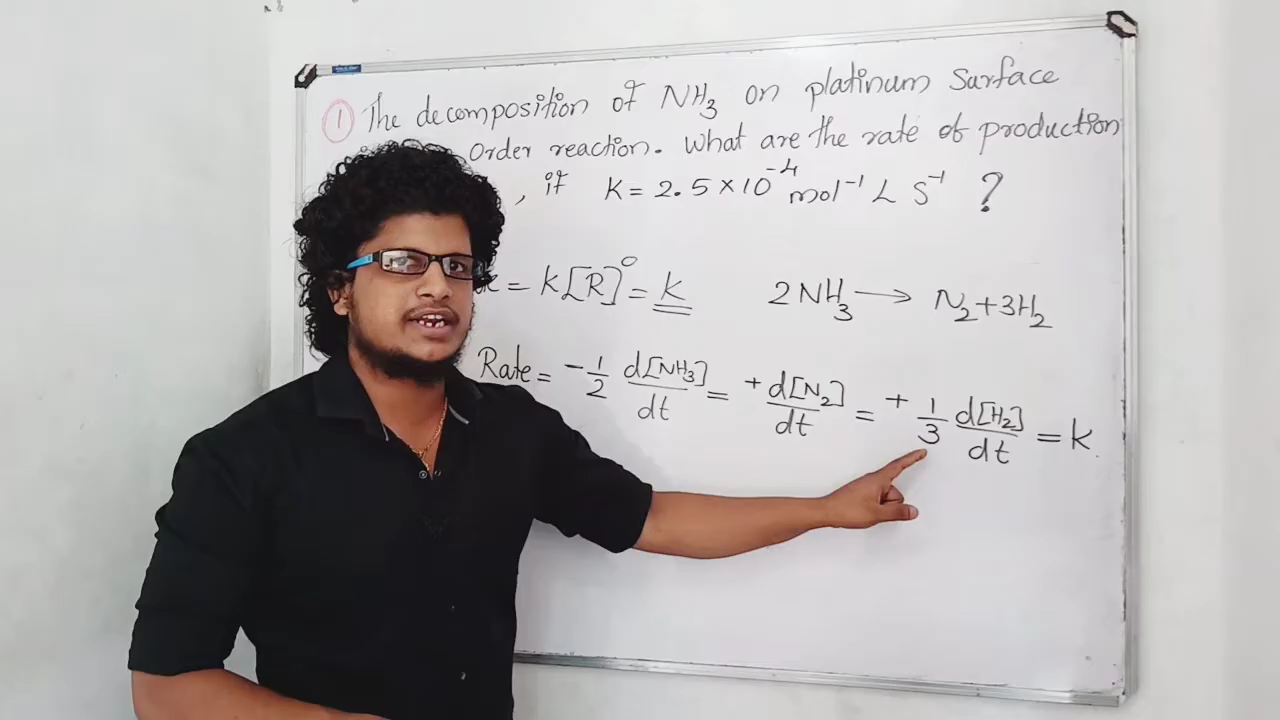 1 The decomposition of NH₃ on platinum Surface
Order reaction. What are the rate of production
, if K = 2.5 × 10⁻⁴ mol⁻¹ L S⁻¹ ?
= K[R]⁰ = K 2NH₃ → N₂ + 3H₂
Rate = -1/2 d[NH₃]/dt = + d[N₂]/dt = + 1/3 d[H₂]/dt = K.